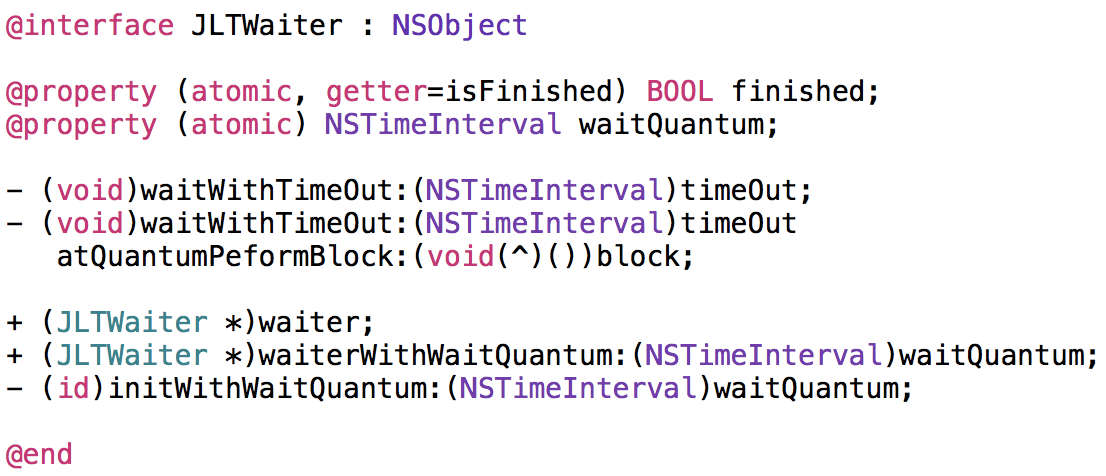 @interface JLTWaiter : NSObject
@property (atomic, getter=isFinished) BOOL finished;
@property (atomic) NSTimeInterval waitQuantum;
- (void)waitWithTimeOut:(NSTimeInterval)timeOut;
- (void)waitWithTimeOut:(NSTimeInterval)timeOut
atQuantumPeformBlock:(void(^)())block;
+ (JLTWaiter *)waiter;
+ (JLTWaiter *)waiterWithWaitQuantum:(NSTimeInterval)waitQuantum;
- (id)initWithWaitQuantum:(NSTimeInterval)waitQuantum;
@end